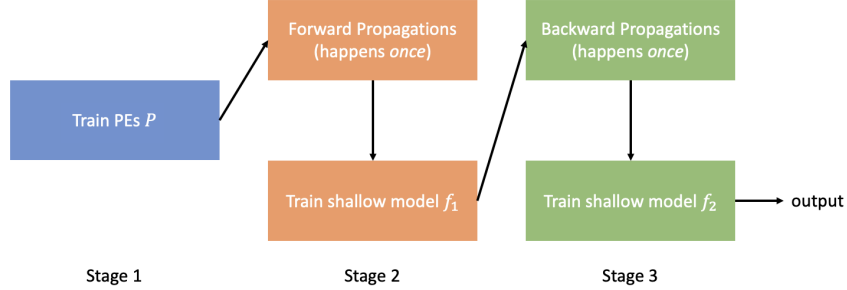 Train PEs P
Forward Propagations
(happens once)
Train shallow model f₁
Backward Propagations
(happens once)
Train shallow model f₂
output
Stage 1
Stage 2
Stage 3